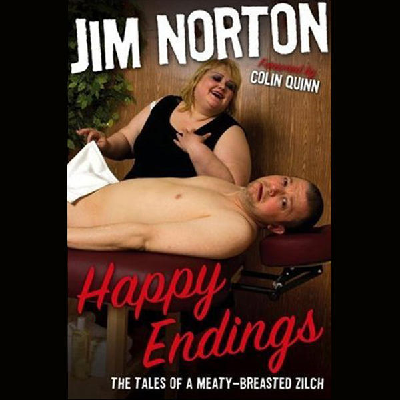 JIM NORTON
Foreword by
COLIN QUINN
Happy
Endings
THE TALES OF A MEATY-BREASTED ZILCH